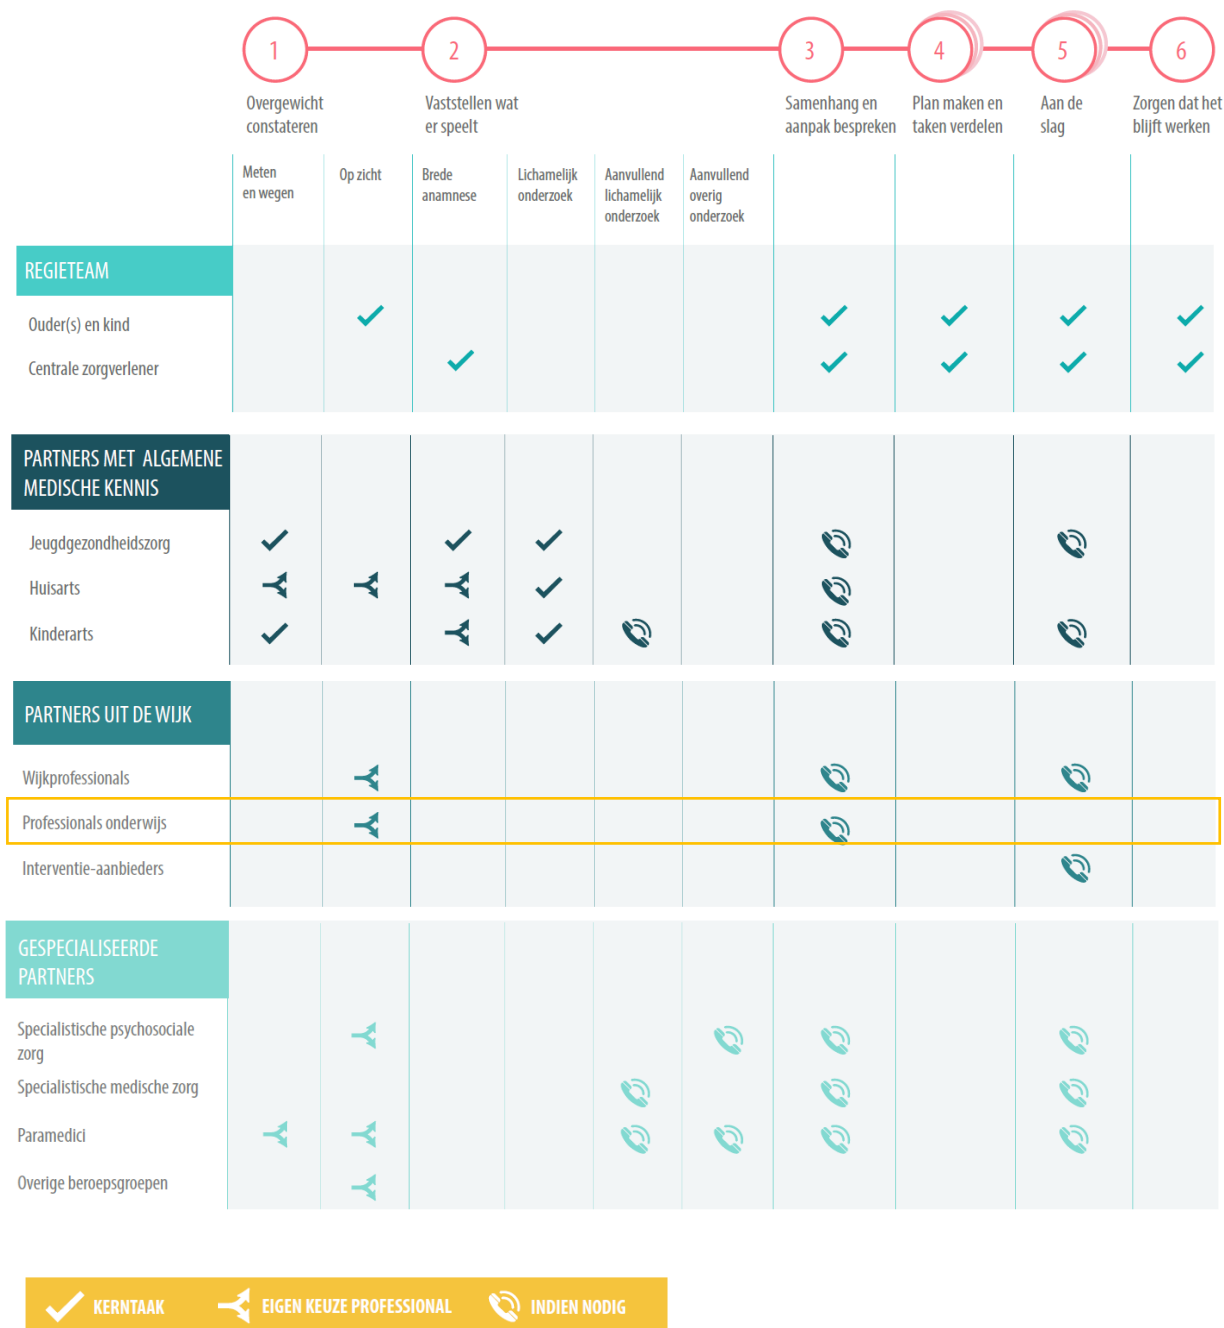 1
2
3
4
5
6
Overgewicht
constateren
Vaststellen wat
er speelt
Samenhang en
aanpak bespreken
Plan maken en
taken verdelen
Aan de
slag
Zorgen dat het
blijft werken
Meten
en wegen
Op zicht
Brede
anamnese
Lichamelijk
onderzoek
Aanvullend
lichamelijk
onderzoek
Aanvullend
overig
onderzoek
REGIETEAM
Ouder(s) en kind
Centrale zorgverlener
PARTNERS MET ALGEMENE
MEDISCHE KENNIS
Jeugdgezondheidszorg
Huisarts
Kinderarts
PARTNERS UIT DE WIJK
Wijkprofessionals
Professionals onderwijs
Interventie-aanbieders
GESPECIALISEERDE
PARTNERS
Specialistische psychosociale
zorg
Specialistische medische zorg
Paramedici
Overige beroepsgroepen
KERNTAAK
EIGEN KEUZE PROFESSIONAL
INDIEN NODIG